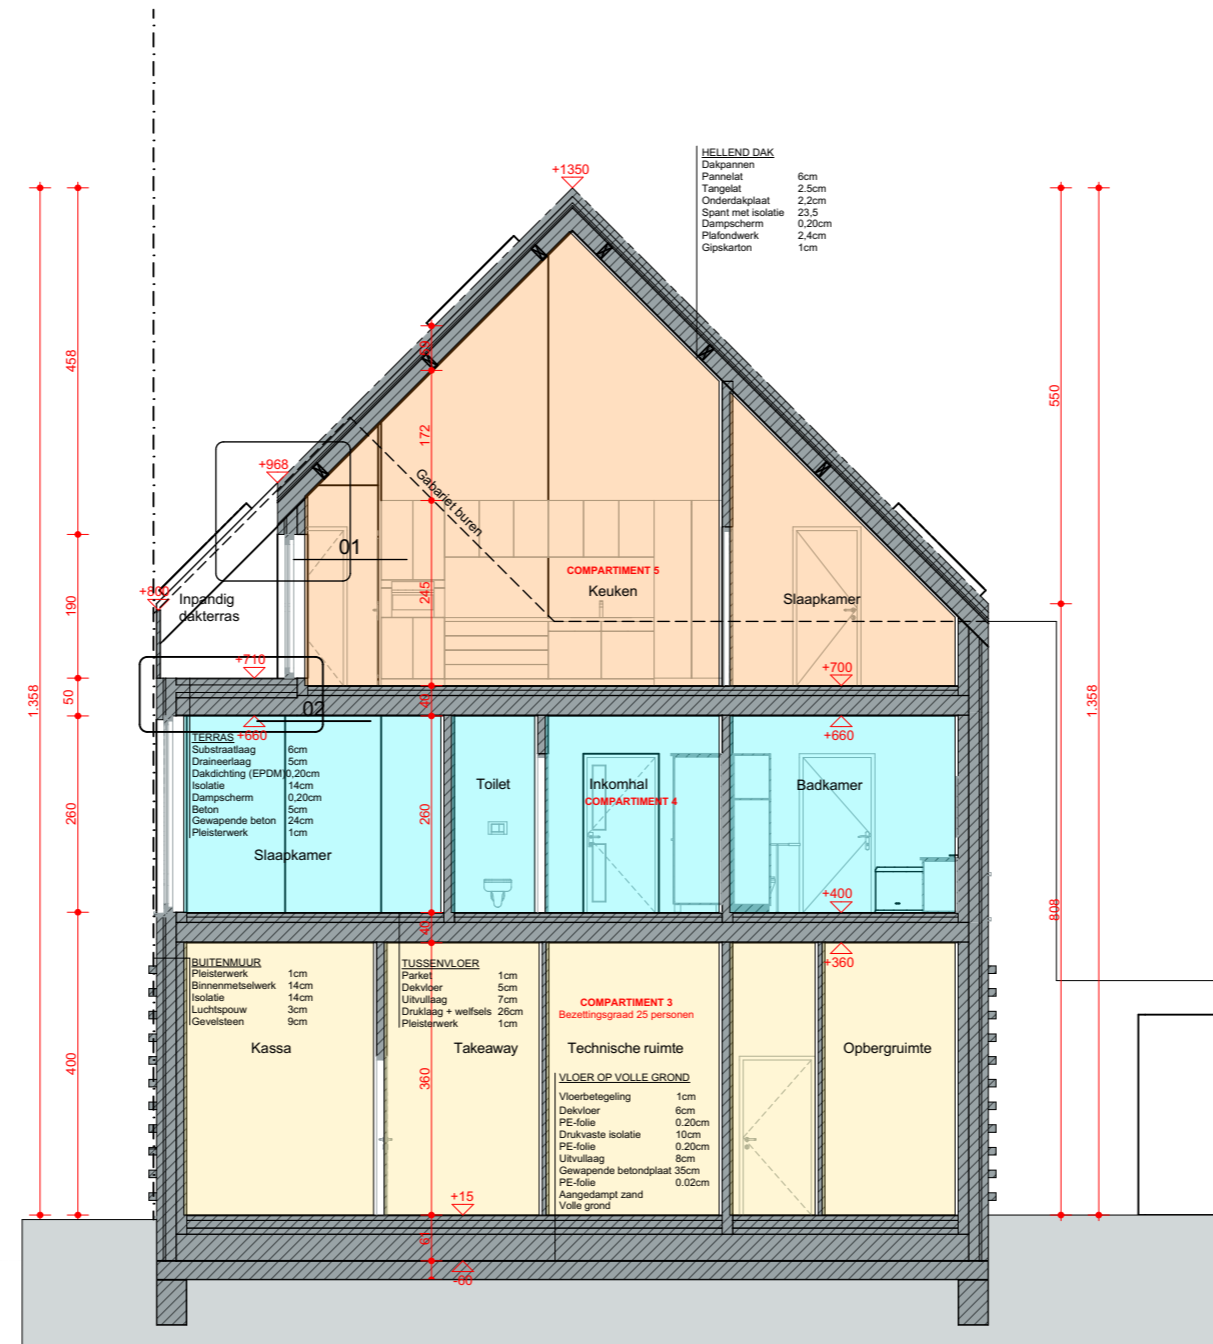 +1350
HELLEND DAK
Dakpannen
Pannelat 6cm
Tangelat 2.5cm
Onderdakplaat 2,2cm
Spant met isolatie 23,5
Dampscherm 0,20cm
Plafondwerk 2,4cm
Gipskarton 1cm
458
550
172
Gabariet buren
+968
01
245
COMPARTIMENT 5
Keuken
Slaapkamer
+800
190
Inpandig
dakterras
+710
+700
1.358
1.358
50
40
02
+660
+660
TERRAS
Substraatlaag 6cm
Draineerlaag 5cm
Dakdichting (EPDM)0,20cm
Isolatie 14cm
Dampscherm 0,20cm
Beton 5cm
Gewapende beton 24cm
Pleisterwerk 1cm
Slaapkamer
260
260
Toilet
Inkomhal
COMPARTIMENT 4
Badkamer
+400
808
40
+360
BUITENMUUR
Pleisterwerk 1cm
Binnenmetselwerk 14cm
Isolatie 14cm
Luchtspouw 3cm
Gevelsteen 9cm
TUSSENVLOER
Parket 1cm
Dekvloer 5cm
Uitvullaag 7cm
Druklaag + welfsels 26cm
Pleisterwerk 1cm
COMPARTIMENT 3
Bezettingsgraad 25 personen
Kassa
Takeaway
Technische ruimte
Opbergruimte
400
360
VLOER OP VOLLE GROND
Vloerbetegeling 1cm
Dekvloer 6cm
PE-folie 0.20cm
Drukvaste isolatie 10cm
PE-folie 0.20cm
Uitvullaag 8cm
Gewapende betondplaat 35cm
PE-folie 0.02cm
Aangedampt zand
Volle grond
+15
-60